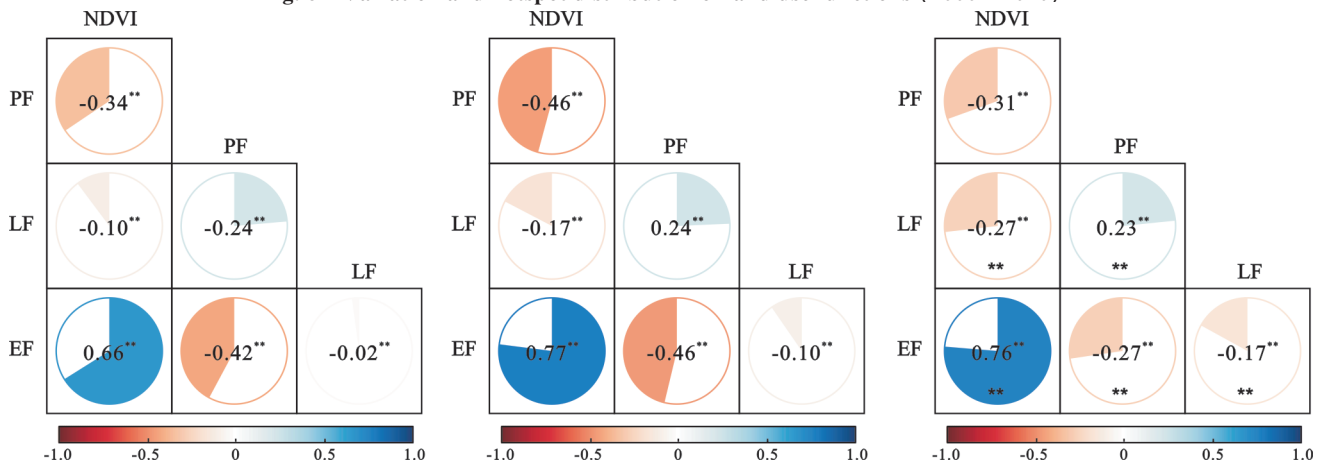 NDVI NDVI NDVI
PF -0.34** PF -0.46** PF -0.31**
PF PF PF
LF -0.10** -0.24** LF -0.17** 0.24** LF -0.27** 0.23**
** **
LF LF LF
EF 0.66** -0.42** -0.02** EF 0.77** -0.46** -0.10** EF 0.76** -0.27** -0.17**
** ** **
-1.0 -0.5 0 0.5 1.0 -1.0 -0.5 0 0.5 1.0 -1.0 -0.5 0 0.5 1.0